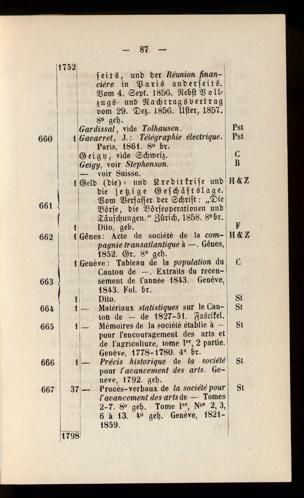 — 87 —
1752
seits, und der Réunion finan-
cière in Paris anderseits.
Vom 4. Sept. 1856. Nebst Voll-
zugs- und Nachtragsvertrag
vom 29. Dez. 1856. Uster, 1857.
8º geh.
Gardissal, vide Tolhausen. Pst
660 1 Gavarret, J.: Télégraphie électrique. Pst
Paris, 1861. 8º br.
Geign, vide Schweiz. C
Geigy, voir Stephenson. B
— voir Suisse.
1 Geld (die)- und Kreditkrise und H & Z
die jetzige Geschäftslage.
Vom Verfasser der Schrift: „Die
661 Börse, die Börseoperationen und
Täuschungen." Zürich, 1858. 8º br.
1 Dito, geb. F
662 1 Gênes: Acte de société de la com- H & Z
pagnie transatlantique à —. Gênes,
1852. Gr. 8º geh.
1 Genève: Tableau de la population du C
Canton de —. Extraits du recen-
663 sement de l'année 1843. Genève,
1843. Fol. br.
1 Dito. St
664 1 — Matériaux statistiques sur le Can- St
ton de — de 1827-51. Fascikel.
665 1 — Mémoires de la société établie à — St
pour l'encouragement des arts et
de l'agriculture, tome Ier, 2 partie.
Genève, 1778-1780. 4º br.
666 1 — Précis historique de la société St
pour l'avancement des arts. Ge-
nève, 1792. geh.
667 37 — Procès-verbaux de la société pour St
l'avancement des arts de — Tomes
2-7. 8º geh. Tome Ier, Nos 2, 3,
6 à 13. 4º geh. Genève, 1821-
1859.
1798